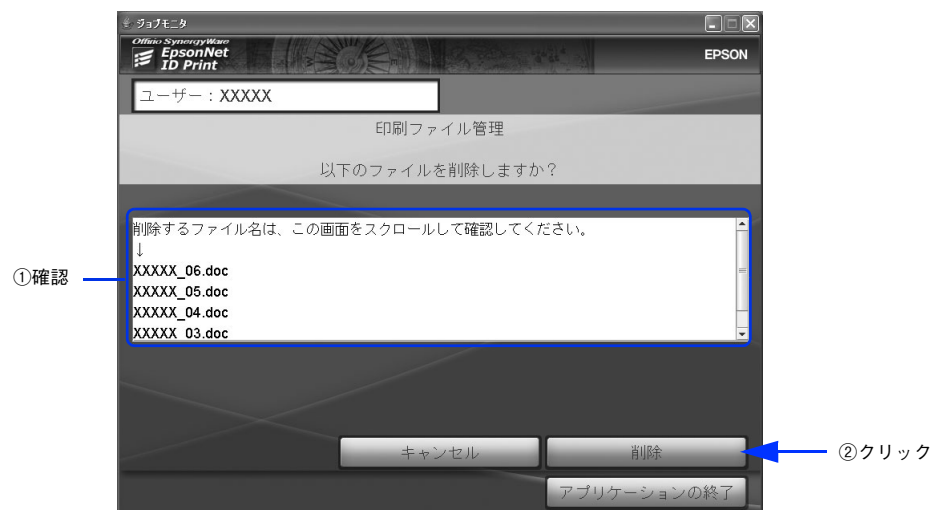 ジョブモニタ
Offirio SynergyWare
EpsonNet
ID Print
EPSON
ユーザー：XXXXX
印刷ファイル管理
以下のファイルを削除しますか？
削除するファイル名は、この画面をスクロールして確認してください。
↓
XXXXX_06.doc
XXXXX_05.doc
XXXXX_04.doc
XXXXX_03.doc
①確認
キャンセル
削除
②クリック
アプリケーションの終了